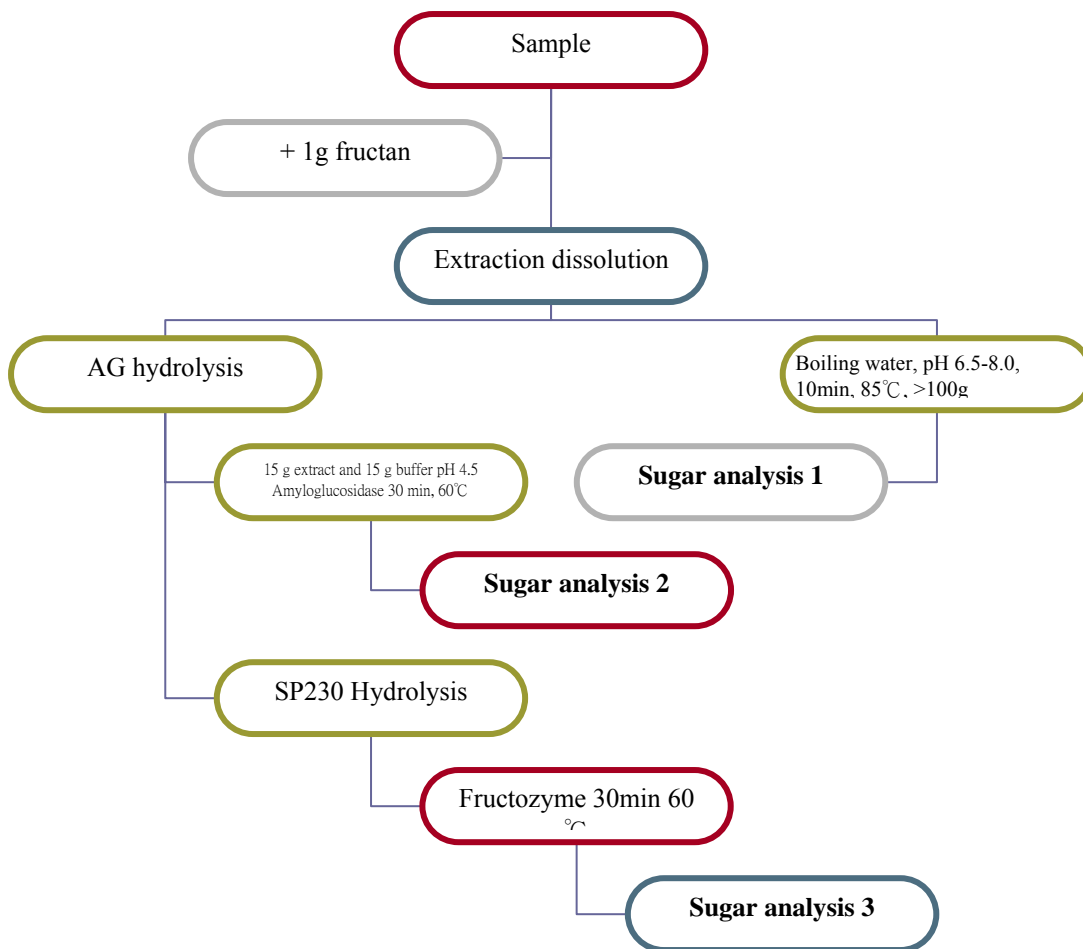 Sample
+ 1g fructan
Extraction dissolution
AG hydrolysis
Boiling water, pH 6.5-8.0,
10min, 85℃, >100g
15 g extract and 15 g buffer pH 4.5
Amyloglucosidase 30 min, 60℃
Sugar analysis 1
Sugar analysis 2
SP230 Hydrolysis
Fructozyme 30min 60
℃
Sugar analysis 3